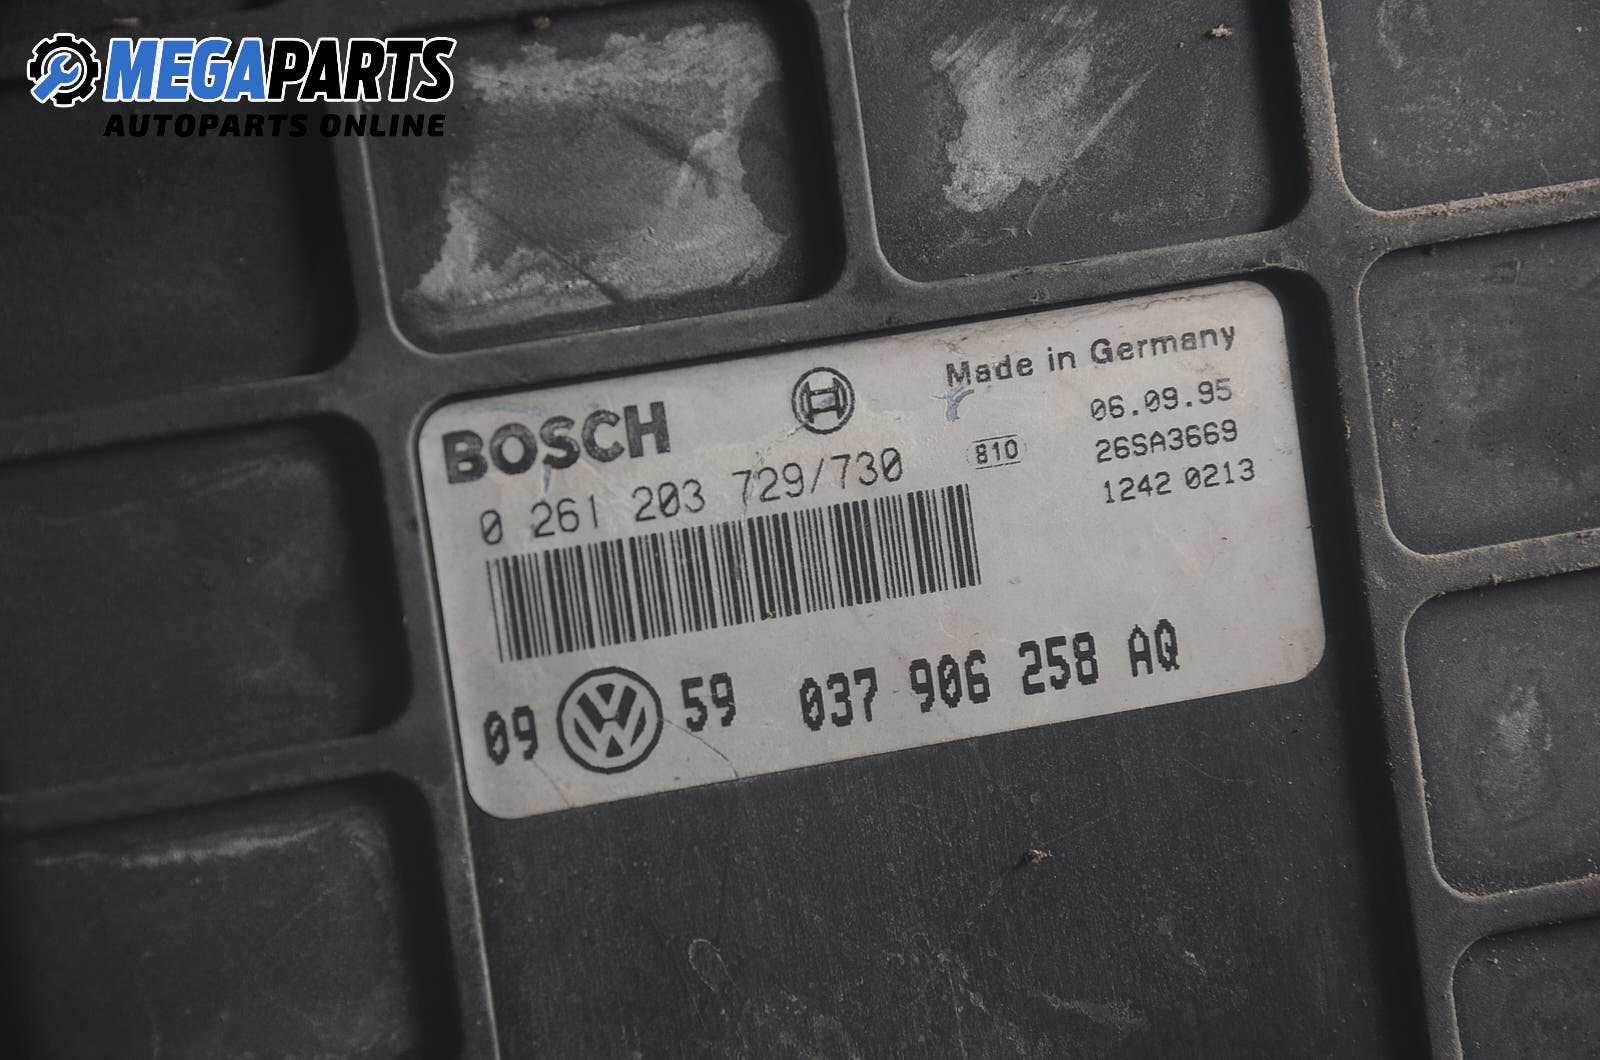 MEGAPARTS
AUTOPARTS ONLINE
BOSCH
Made in Germany
06.09.95
0 261 203 729/730
810
26SA3669
1242 0213
09 59 037 906 258 AQ